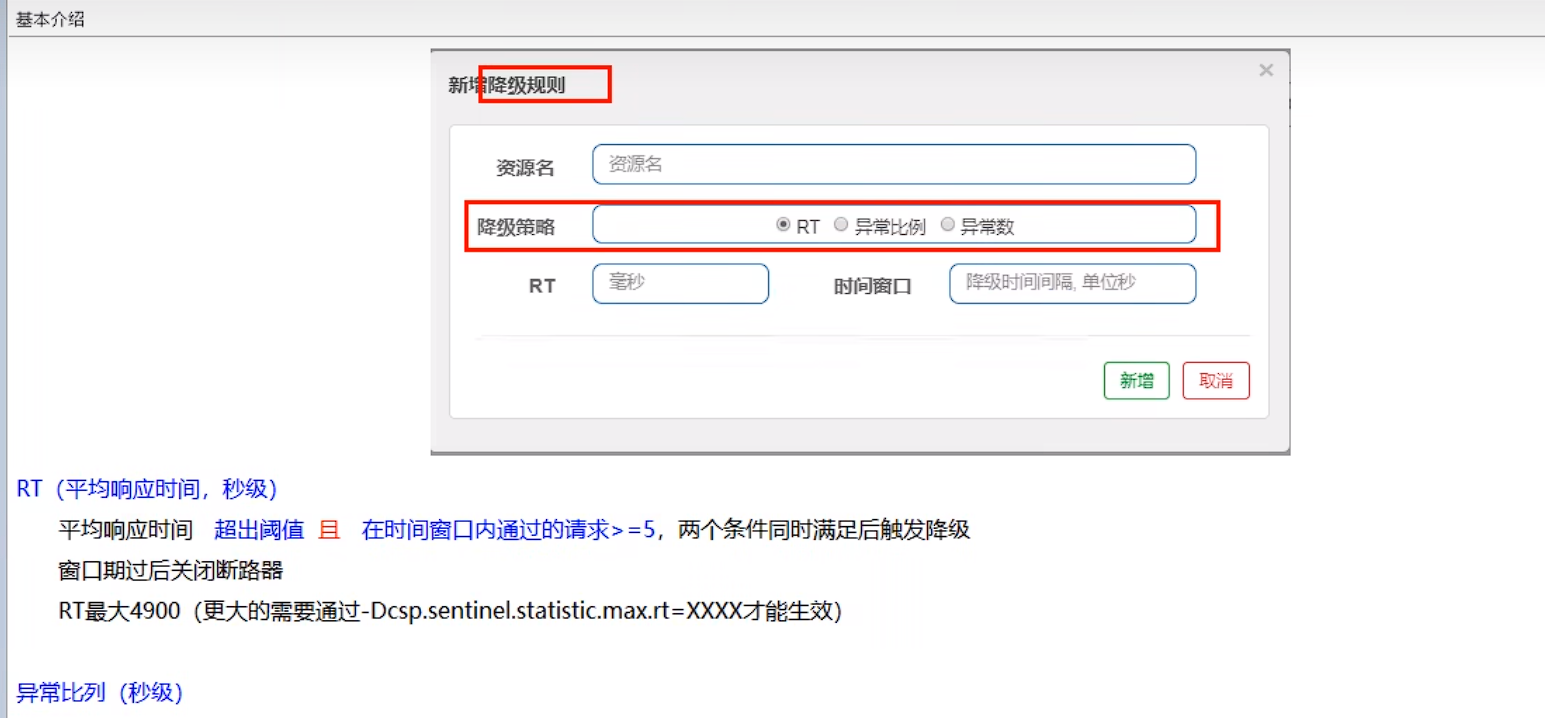 基本介绍
新增降级规则 ×
资源名 资源名
降级策略 RT 异常比例 异常数
RT 毫秒 时间窗口 降级时间间隔, 单位秒
新增 取消
RT（平均响应时间，秒级）
平均响应时间 超出阈值 且 在时间窗口内通过的请求>=5，两个条件同时满足后触发降级
窗口期过后关闭断路器
RT最大4900（更大的需要通过-Dcsp.sentinel.statistic.max.rt=XXXX才能生效）
异常比列（秒级）